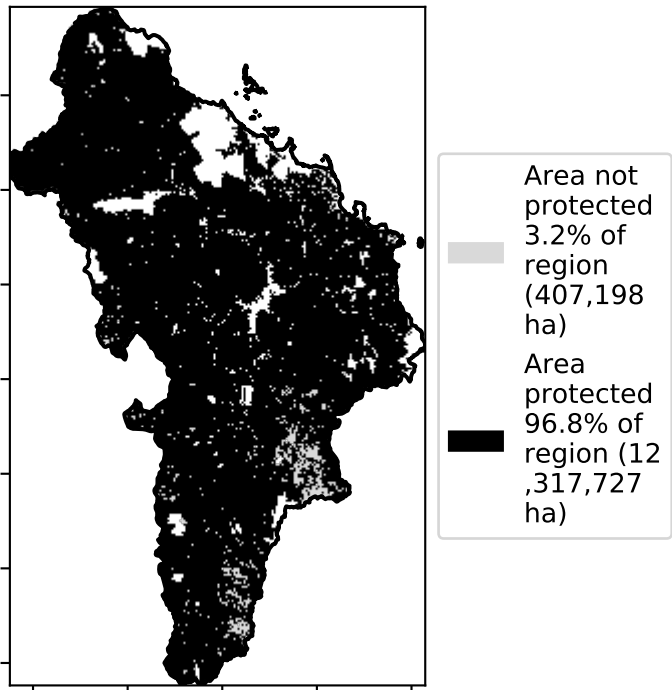 Area not
protected
3.2% of
region
(407,198
ha)
Area
protected
96.8% of
region (12
,317,727
ha)